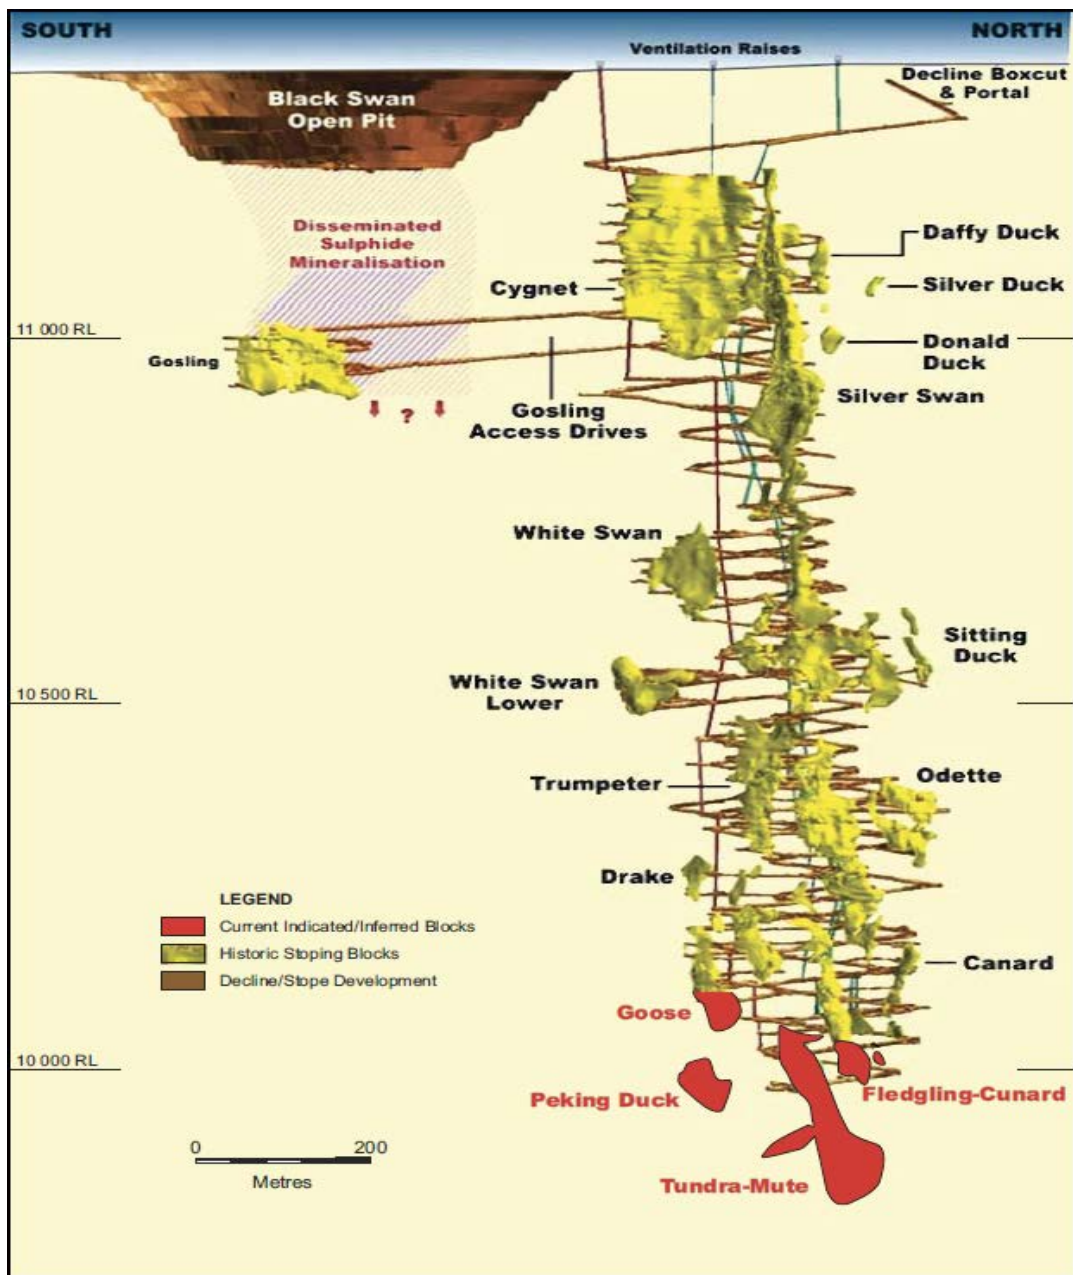 SOUTH
NORTH
Ventilation Raises
Decline Boxcut
& Portal
Black Swan
Open Pit
Disseminated
Sulphide
Mineralisation
Daffy Duck
Cygnet
Silver Duck
11 000 RL
Donald
Duck
Gosling
Silver Swan
?
Gosling
Access Drives
White Swan
Sitting
Duck
White Swan
Lower
10 500 RL
Trumpeter
Odette
Drake
LEGEND
Current Indicated/Inferred Blocks
Historic Stoping Blocks
Decline/Stope Development
Canard
Goose
10 000 RL
Peking Duck
Fledgling-Cunard
0
200
Metres
Tundra-Mute